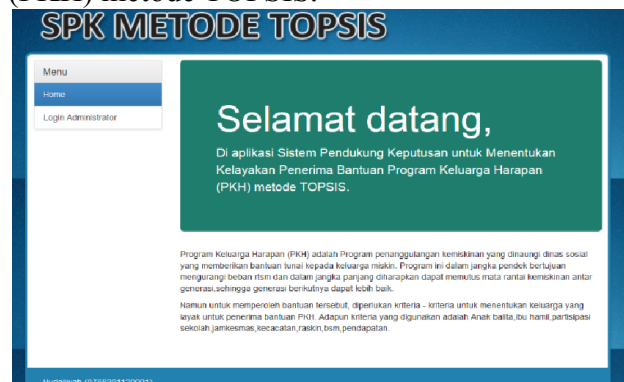 (PKH) metode TOPSIS.
SPK METODE TOPSIS
Menu
Home
Login Administrator
Selamat datang,
Di aplikasi Sistem Pendukung Keputusan untuk Menentukan
Kelayakan Penerima Bantuan Program Keluarga Harapan
(PKH) metode TOPSIS.
Program Keluarga Harapan (PKH) adalah Program penanggulangan kemiskinan yang dinaungi dinas sosial
yang memberikan bantuan tunai kepada keluarga miskin. Program ini dalam jangka pendek bertujuan
mengurangi beban rtsm dan dalam jangka panjang diharapkan dapat memutus mata rantai kemiskinan antar
generasi,sehingga generasi berikutnya dapat lebih baik.
Namun untuk memperoleh bantuan tersebut, diperlukan kriteria - kriteria untuk menentukan keluarga yang
layak untuk penerima bantuan PKH. Adapun kriteria yang digunakan adalah Anak balita,ibu hamil,partisipasi
sekolah,jamkesmas,kecacatan,raskin,bsm,pendapatan.